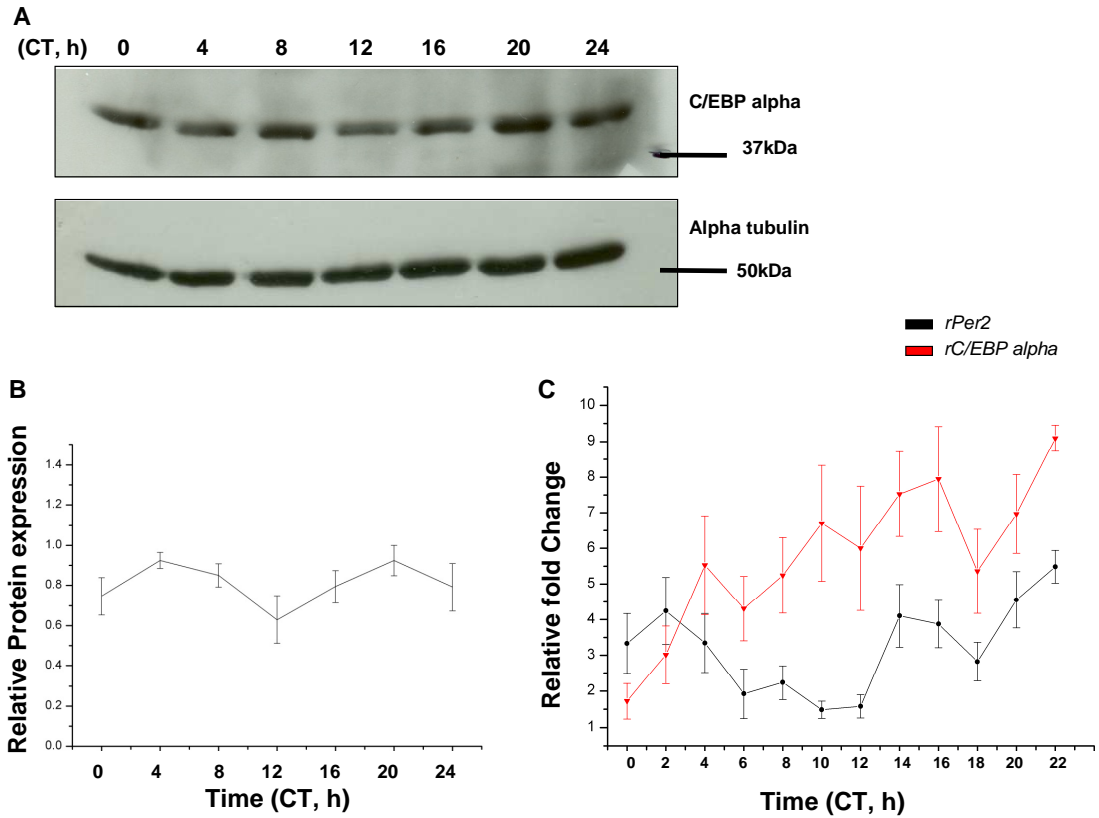 A
(CT, h) 0 4 8 12 16 20 24
C/EBP alpha
37kDa
Alpha tubulin
50kDa
rPer2
rC/EBP alpha
B
Relative Protein expression
1.4
1.2
1.0
0.8
0.6
0.4
0.2
0.0
0 4 8 12 16 20 24
Time (CT, h)
C
Relative fold Change
10
9
8
7
6
5
4
3
2
1
0 2 4 6 8 10 12 14 16 18 20 22
Time (CT, h)